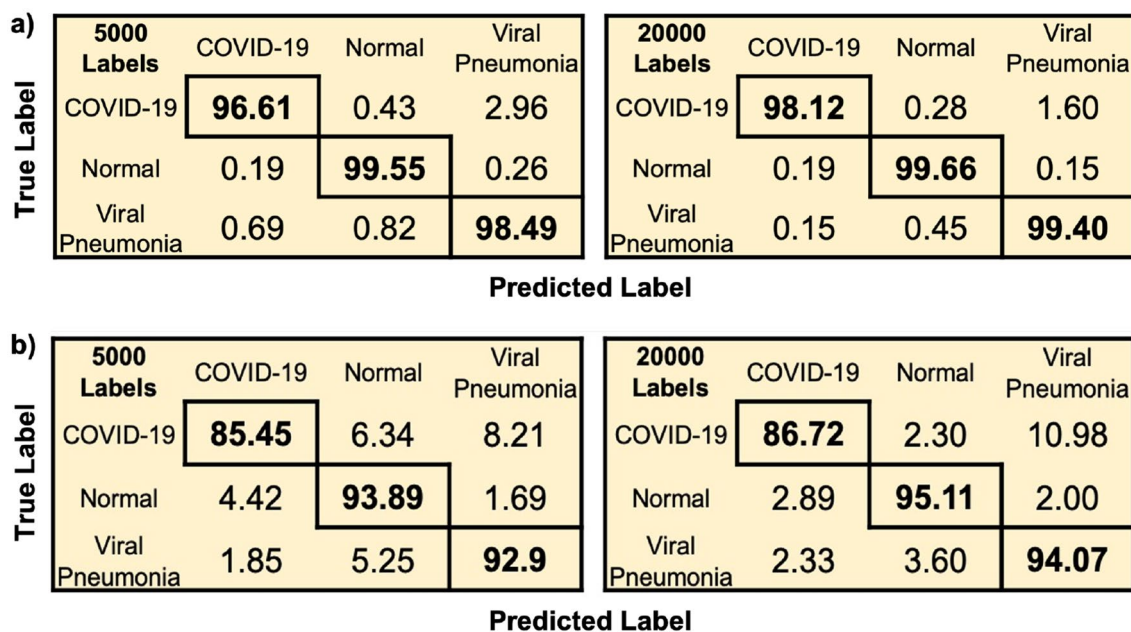 a)
5000 Labels COVID-19 Normal Viral Pneumonia
COVID-19 96.61 0.43 2.96
Normal 0.19 99.55 0.26
Viral Pneumonia 0.69 0.82 98.49
20000 Labels COVID-19 Normal Viral Pneumonia
COVID-19 98.12 0.28 1.60
Normal 0.19 99.66 0.15
Viral Pneumonia 0.15 0.45 99.40
True Label
Predicted Label
b)
5000 Labels COVID-19 Normal Viral Pneumonia
COVID-19 85.45 6.34 8.21
Normal 4.42 93.89 1.69
Viral Pneumonia 1.85 5.25 92.9
20000 Labels COVID-19 Normal Viral Pneumonia
COVID-19 86.72 2.30 10.98
Normal 2.89 95.11 2.00
Viral Pneumonia 2.33 3.60 94.07
True Label
Predicted Label